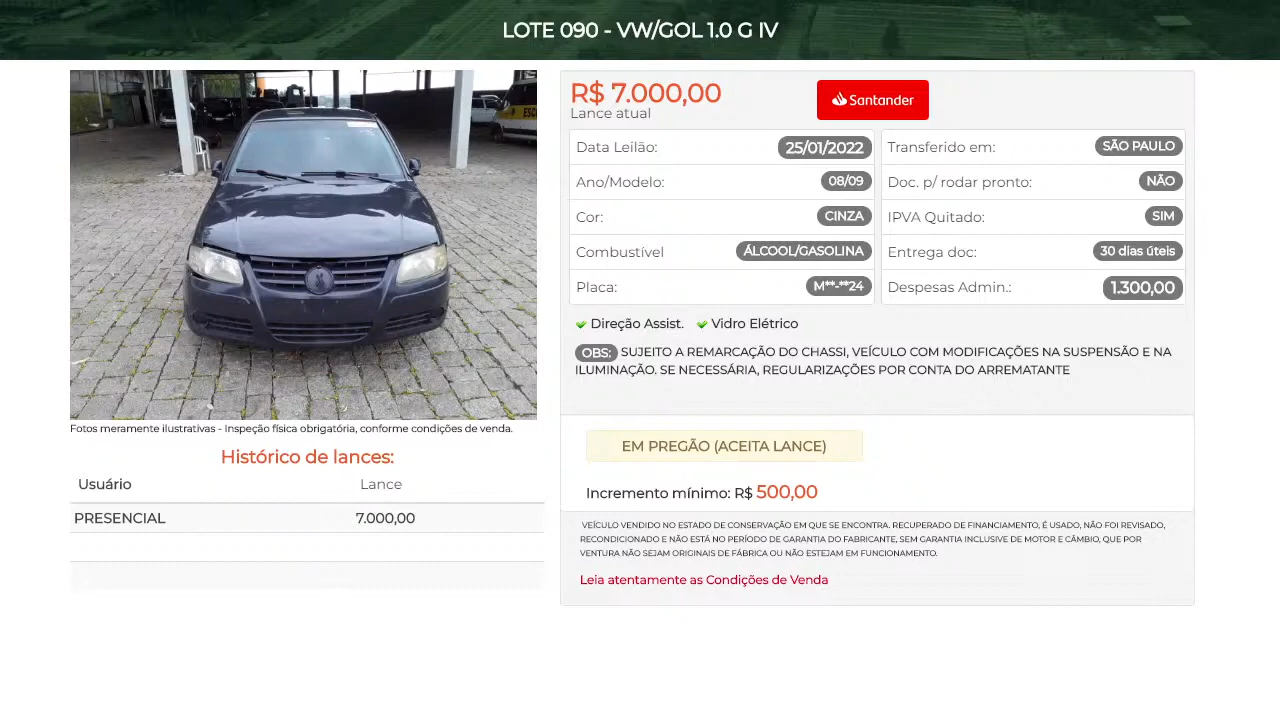 LOTE 090 - VW/GOL 1.0 G IV
R$ 7.000,00
Lance atual
Santander
Data Leilão: 25/01/2022
Ano/Modelo: 08/09
Cor: CINZA
Combustível ÁLCOOL/GASOLINA
Placa: M**-**24
Transferido em: SÃO PAULO
Doc. p/ rodar pronto: NÃO
IPVA Quitado: SIM
Entrega doc: 30 dias úteis
Despesas Admin.: 1.300,00
Direção Assist. Vidro Elétrico
OBS: SUJEITO A REMARCAÇÃO DO CHASSI, VEÍCULO COM MODIFICAÇÕES NA SUSPENSÃO E NA
ILUMINAÇÃO. SE NECESSÁRIA, REGULARIZAÇÕES POR CONTA DO ARREMATANTE
Fotos meramente ilustrativas - Inspeção física obrigatória, conforme condições de venda.
Histórico de lances:
Usuário Lance
PRESENCIAL 7.000,00
EM PREGÃO (ACEITA LANCE)
Incremento mínimo: R$ 500,00
VEÍCULO VENDIDO NO ESTADO DE CONSERVAÇÃO EM QUE SE ENCONTRA. RECUPERADO DE FINANCIAMENTO, É USADO, NÃO FOI REVISADO,
RECONDICIONADO E NÃO ESTÁ NO PERÍODO DE GARANTIA DO FABRICANTE, SEM GARANTIA INCLUSIVE DE MOTOR E CÂMBIO, QUE POR
VENTURA NÃO SEJAM ORIGINAIS DE FÁBRICA OU NÃO ESTEJAM EM FUNCIONAMENTO.
Leia atentamente as Condições de Venda